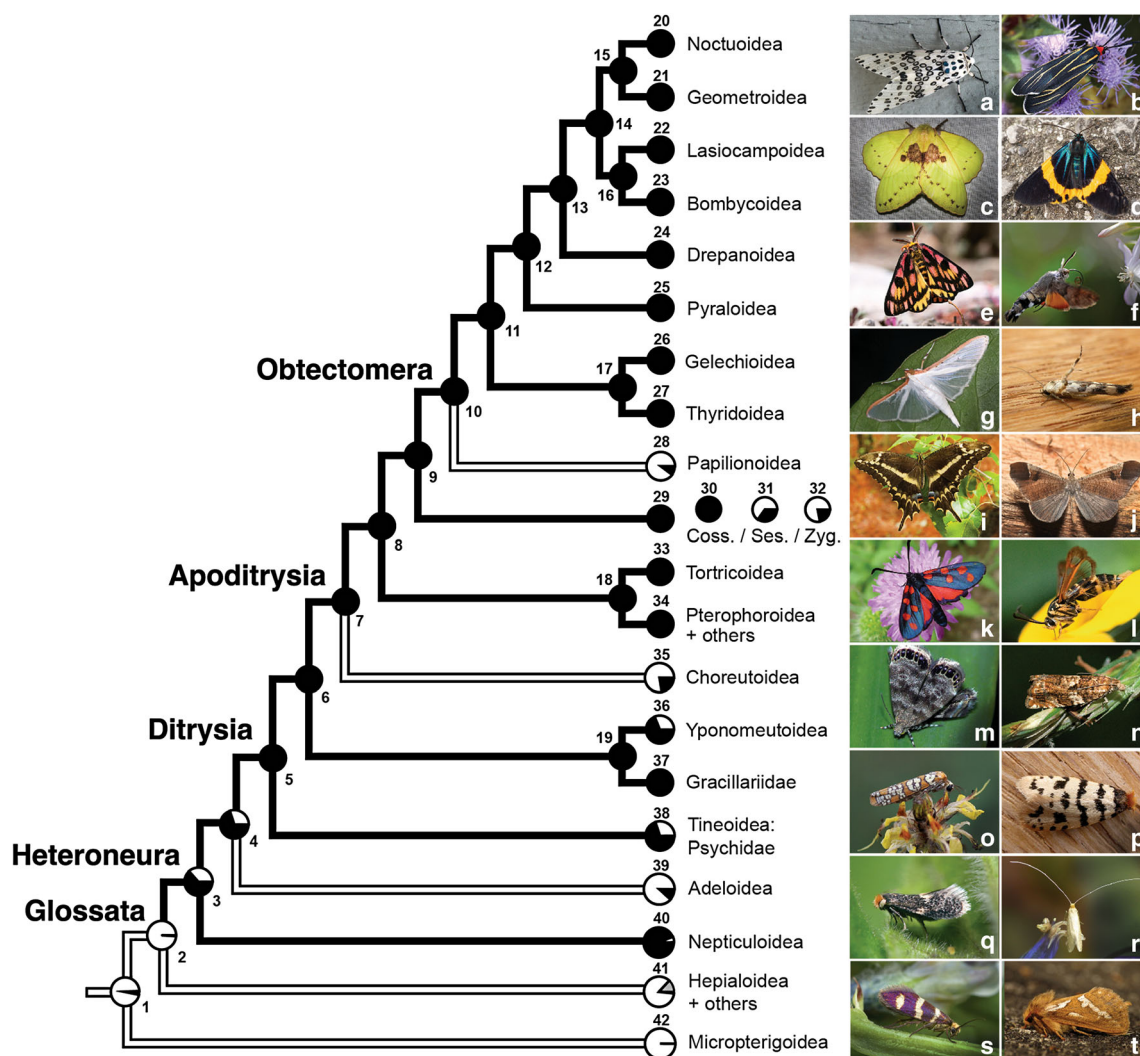 20
Noctuoidea
15
21
Geometroidea
14
22
Lasiocampoidea
16
23
Bombycoidea
13
24
Drepanoidea
12
25
Pyraloidea
11
26
Gelechioidea
17
27
Thyridoidea
Obtectomera
10
28
Papilionoidea
9
29
30
31
32
Coss. / Ses. / Zyg.
8
33
Tortricoidea
18
34
Pterophoroidea
+ others
Apoditrysia
7
35
Choreutoidea
6
36
Yponomeutoidea
19
37
Gracillariidae
Ditrysia
5
38
Tineoidea:
Psychidae
4
39
Adeloidea
Heteroneura
3
40
Nepticuloidea
Glossata
2
41
Hepialoidea
+ others
1
42
Micropterigoidea
a
b
c
d
e
f
g
h
i
j
k
l
m
n
o
p
q
r
s
t